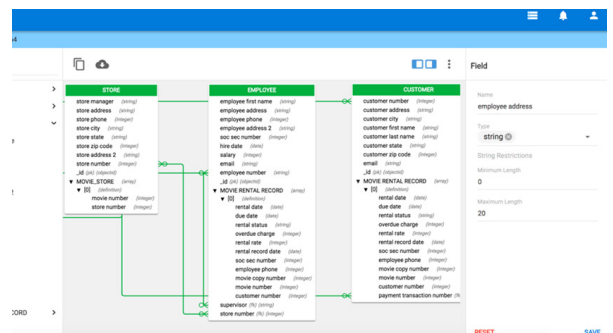 Field
STORE
store manager (string)
store address (string)
store phone (integer)
store city (string)
store state (string)
store zip code (integer)
store address 2 (string)
store number (integer)
_id (pk) (objectid)
MOVIE_STORE (array)
[0] (definition)
movie number (integer)
store number (integer)
EMPLOYEE
employee first name (string)
employee address (string)
employee phone (integer)
employee address 2 (string)
soc sec number (integer)
hire date (date)
salary (integer)
email (string)
employee number (string)
_id (pk) (objectid)
MOVIE RENTAL RECORD (array)
[0] (definition)
rental date (date)
due date (date)
rental status (string)
overdue charge (integer)
rental rate (integer)
rental record date (date)
soc sec number (integer)
employee phone (integer)
movie copy number (integer)
movie number (integer)
customer number (integer)
supervisor (fk) (string)
store number (fk) (integer)
CUSTOMER
customer number (integer)
customer address (string)
customer city (string)
customer first name (string)
customer last name (string)
customer state (string)
customer zip code (integer)
email (string)
_id (pk) (objectid)
MOVIE RENTAL RECORD (array)
[0] (definition)
rental date (date)
due date (date)
rental status (string)
overdue charge (integer)
rental rate (integer)
rental record date (date)
soc sec number (integer)
employee phone (integer)
movie copy number (integer)
movie number (integer)
customer number (integer)
payment transaction number
Name
employee address
Type
string
String Restrictions
Minimum Length
0
Maximum Length
20
RESET SAVE